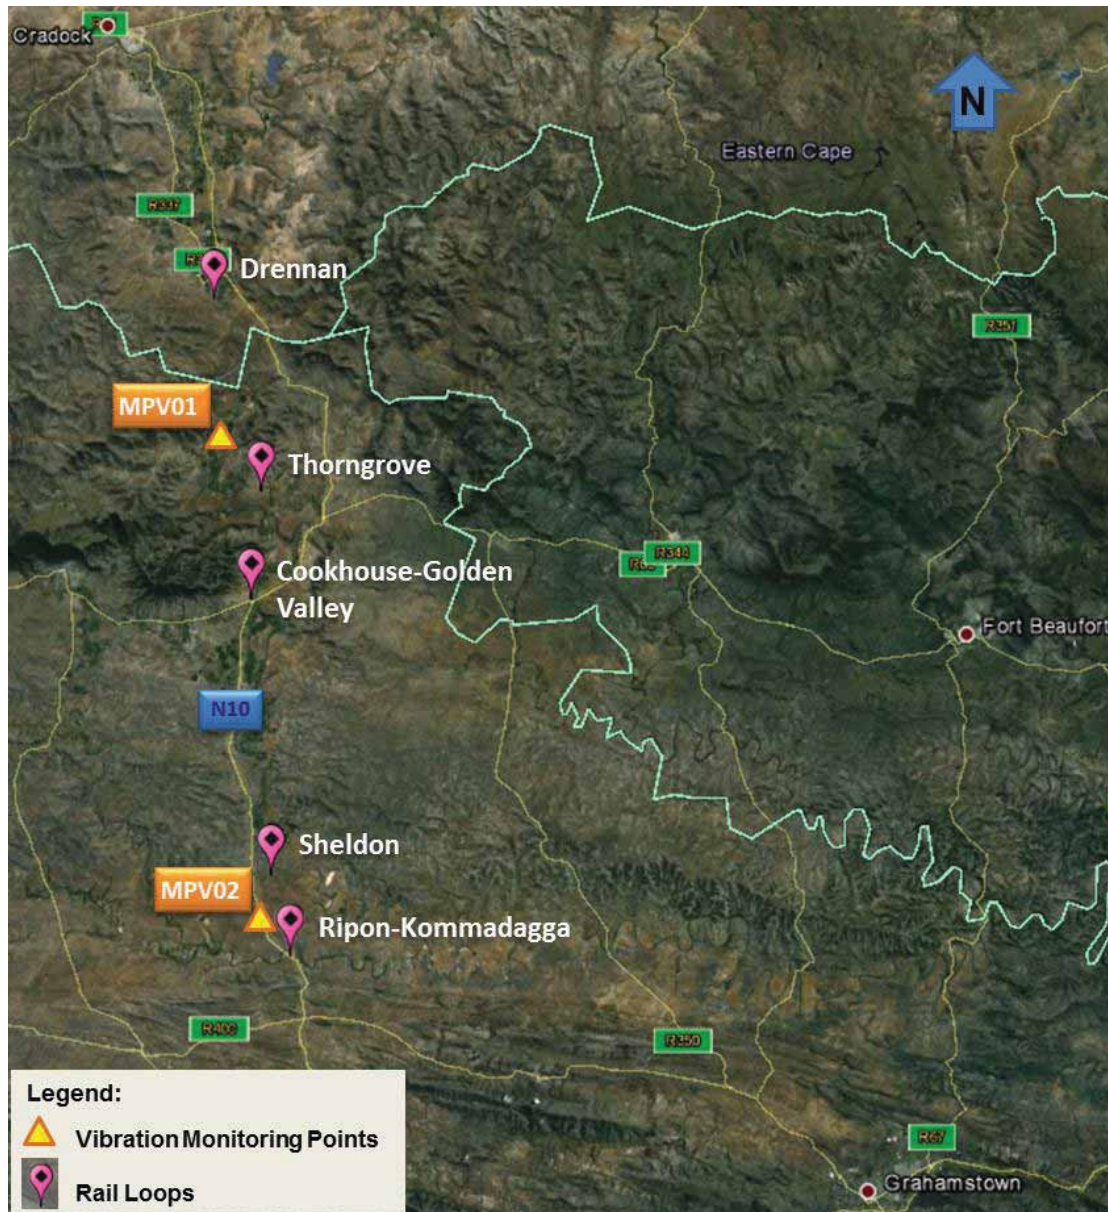 Cradock
N
Eastern Cape
R337
Drennan
R351
MPV01
Thorngrove
R344
Cookhouse-Golden
Valley
Fort Beaufort
N10
Sheldon
MPV02
Ripon-Kommadagga
R400
R350
Legend:
Vibration Monitoring Points
Rail Loops
R67
Grahamstown